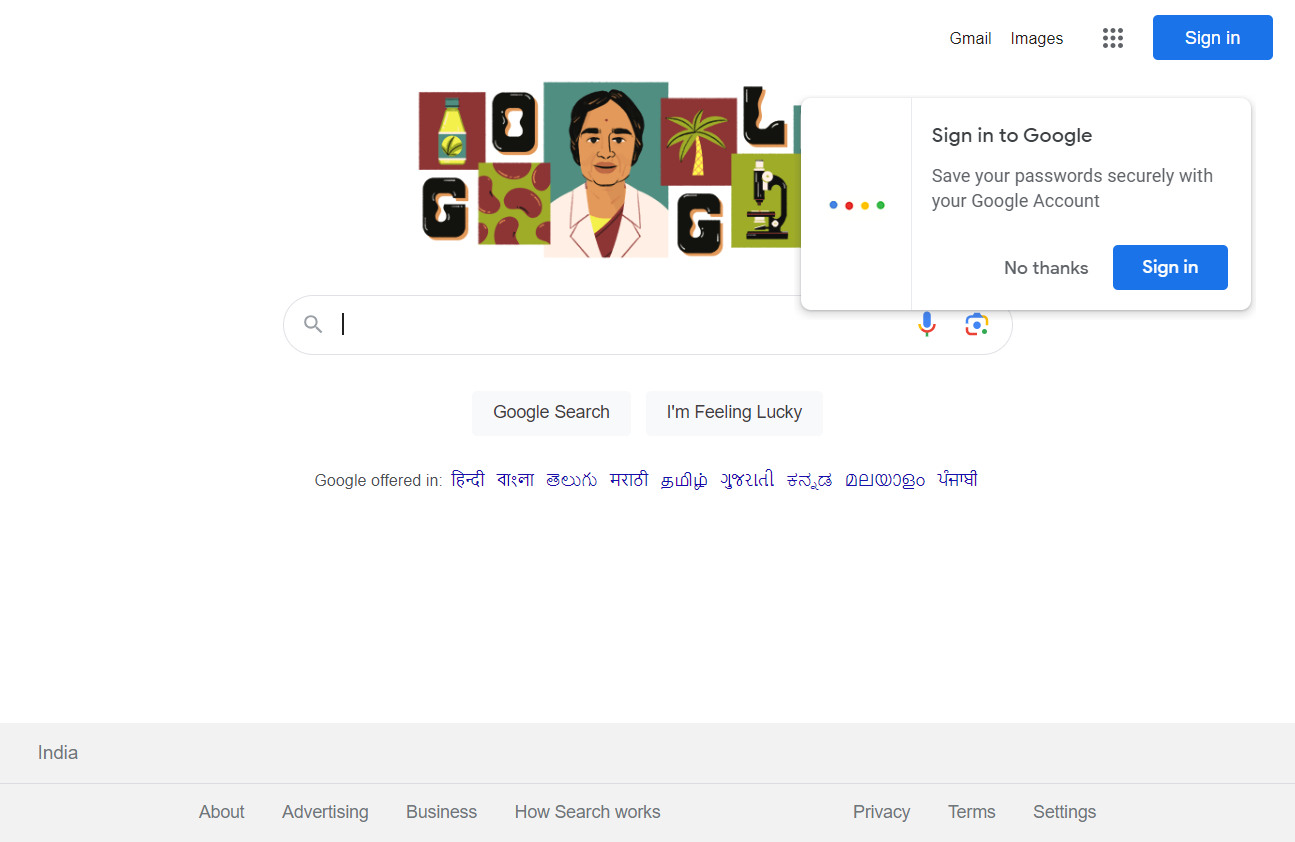 Gmail Images Sign in
Sign in to Google
Save your passwords securely with
your Google Account
No thanks Sign in
Google Search I'm Feeling Lucky
Google offered in: हिन्दी বাংলা తెలుగు मराठी தமிழ் ગુજરાતી ಕನ್ನಡ മലയാളം ਪੰਜਾਬੀ
India
About Advertising Business How Search works Privacy Terms Settings